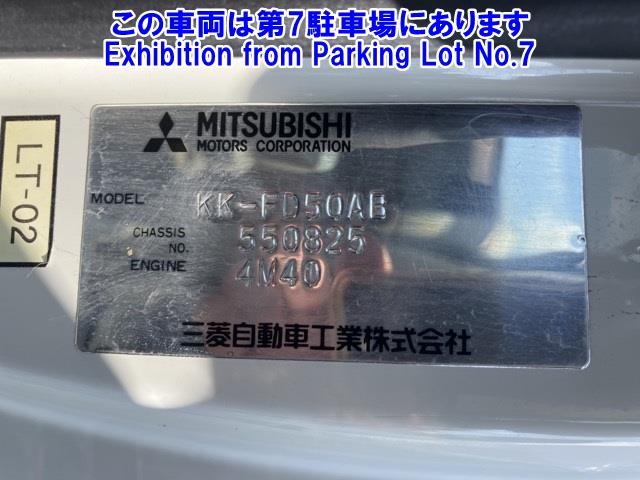 この車両は第7駐車場にあります
Exhibition from Parking Lot No.7
MITSUBISHI
MOTORS CORPORATION
MODEL KK-FD50AB
CHASSIS NO. 550825
ENGINE 4M40
三菱自動車工業株式会社
LT-02